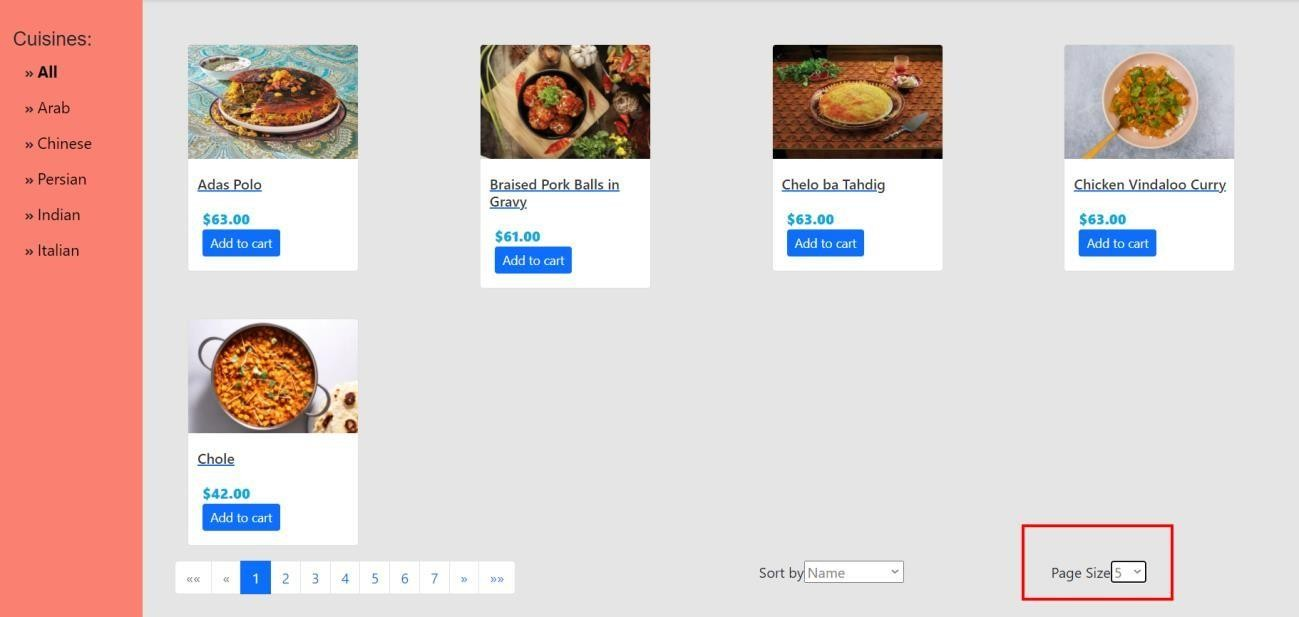 Cuisines:
» All
» Arab
» Chinese
» Persian
» Indian
» Italian
Adas Polo
$63.00
Add to cart
Braised Pork Balls in
Gravy
$61.00
Add to cart
Chelo ba Tahdig
$63.00
Add to cart
Chicken Vindaloo Curry
$63.00
Add to cart
Chole
$42.00
Add to cart
«« « 1 2 3 4 5 6 7 » »»
Sort by Name
Page Size 5